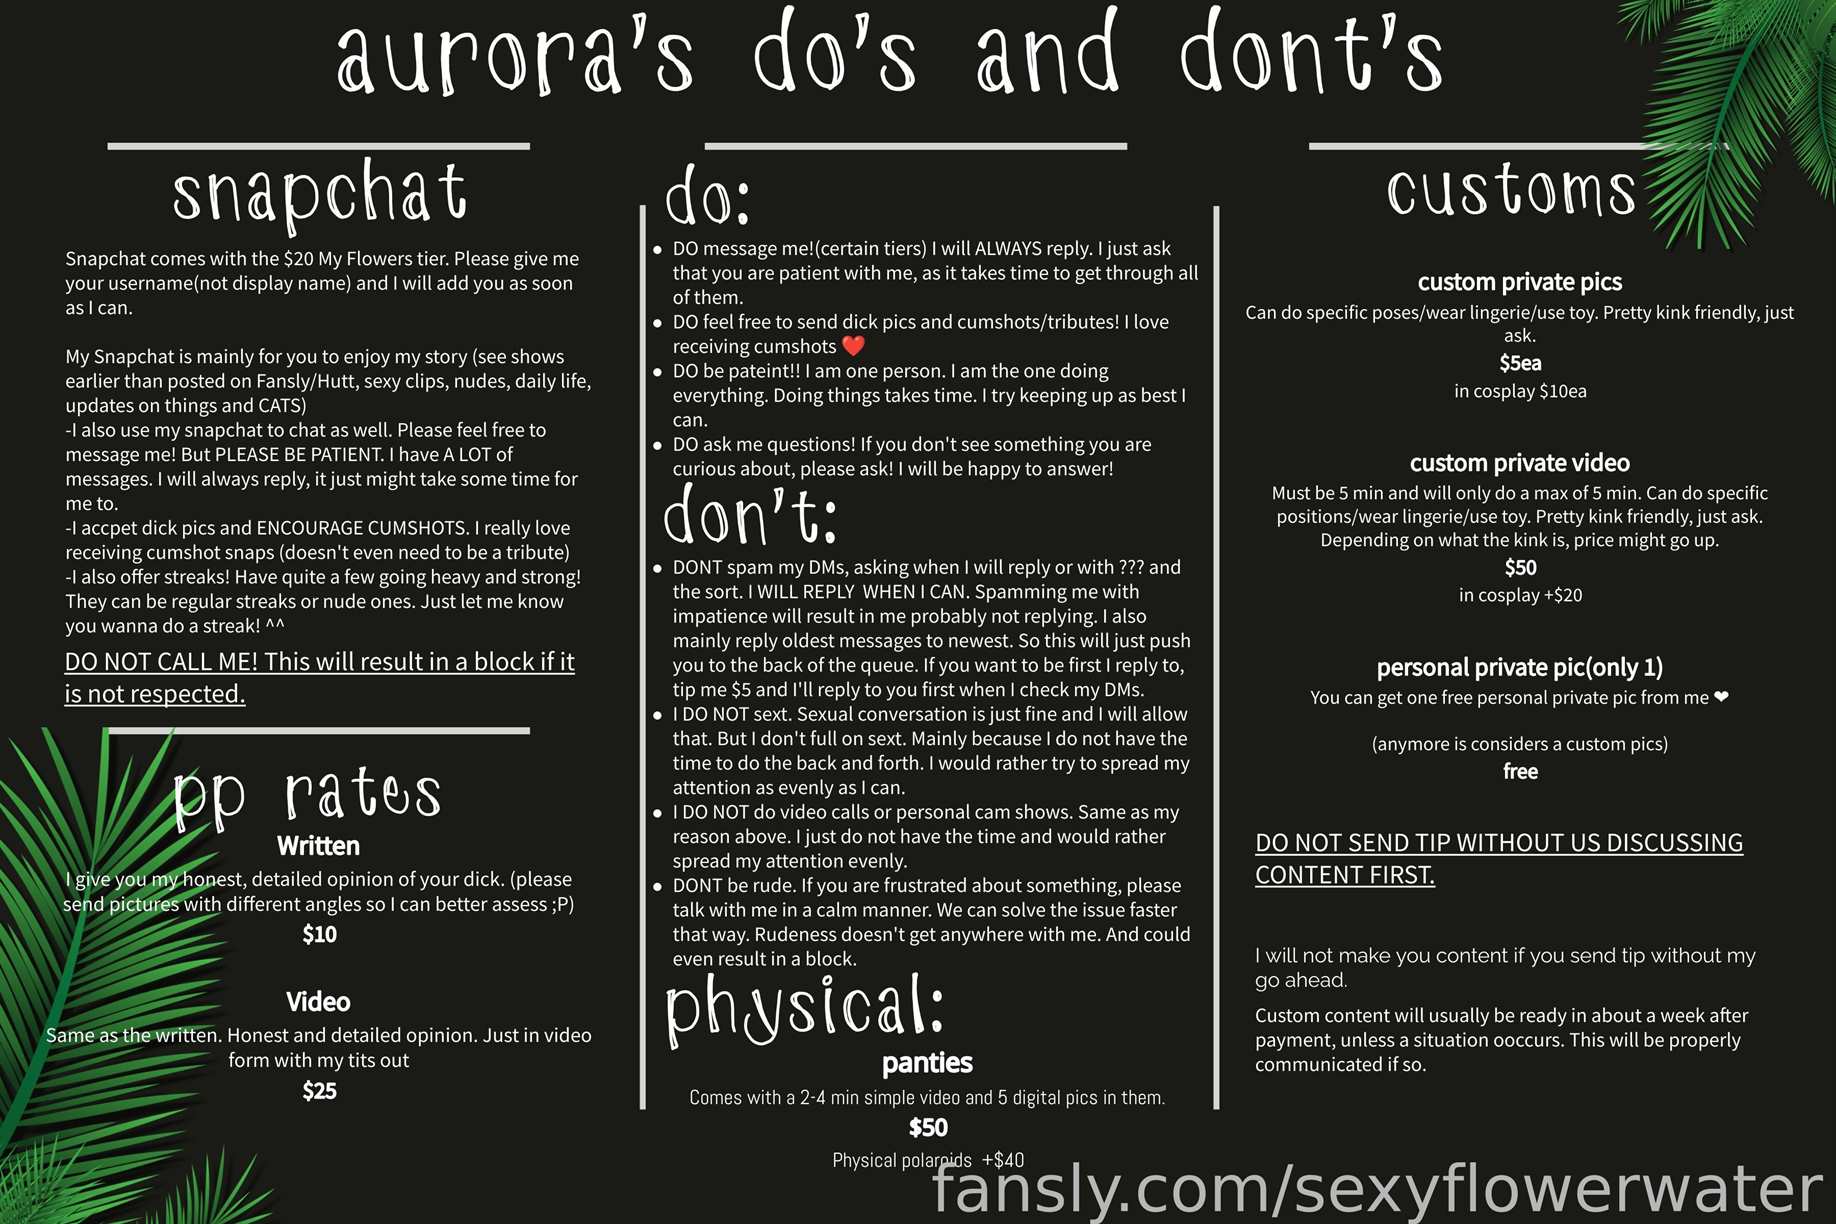 aurora's do's and dont's
snapchat
Snapchat comes with the $20 My Flowers tier. Please give me
your username(not display name) and I will add you as soon
as I can.
My Snapchat is mainly for you to enjoy my story (see shows
earlier than posted on Fansly/Hutt, sexy clips, nudes, daily life,
updates on things and CATS)
-I also use my snapchat to chat as well. Please feel free to
message me! But PLEASE BE PATIENT. I have A LOT of
messages. I will always reply, it just might take some time for
me to.
-I accpet dick pics and ENCOURAGE CUMSHOTS. I really love
receiving cumshot snaps (doesn't even need to be a tribute)
-I also offer streaks! Have quite a few going heavy and strong!
They can be regular streaks or nude ones. Just let me know
you wanna do a streak! ^^
DO NOT CALL ME! This will result in a block if it
is not respected.
pp rates
Written
I give you my honest, detailed opinion of your dick. (please
send pictures with different angles so I can better assess ;P)
$10
Video
Same as the written. Honest and detailed opinion. Just in video
form with my tits out
$25
do:
• DO message me!(certain tiers) I will ALWAYS reply. I just ask
that you are patient with me, as it takes time to get through all
of them.
• DO feel free to send dick pics and cumshots/tributes! I love
receiving cumshots ❤️
• DO be pateint!! I am one person. I am the one doing
everything. Doing things takes time. I try keeping up as best I
can.
• DO ask me questions! If you don't see something you are
curious about, please ask! I will be happy to answer!
don't:
• DONT spam my DMs, asking when I will reply or with ??? and
the sort. I WILL REPLY WHEN I CAN. Spamming me with
impatience will result in me probably not replying. I also
mainly reply oldest messages to newest. So this will just push
you to the back of the queue. If you want to be first I reply to,
tip me $5 and I'll reply to you first when I check my DMs.
• I DO NOT sext. Sexual conversation is just fine and I will allow
that. But I don't full on sext. Mainly because I do not have the
time to do the back and forth. I would rather try to spread my
attention as evenly as I can.
• I DO NOT do video calls or personal cam shows. Same as my
reason above. I just do not have the time and would rather
spread my attention evenly.
• DONT be rude. If you are frustrated about something, please
talk with me in a calm manner. We can solve the issue faster
that way. Rudeness doesn't get anywhere with me. And could
even result in a block.
physical:
panties
Comes with a 2-4 min simple video and 5 digital pics in them.
$50
Physical polaroids +$40
customs
custom private pics
Can do specific poses/wear lingerie/use toy. Pretty kink friendly, just
ask.
$5ea
in cosplay $10ea
custom private video
Must be 5 min and will only do a max of 5 min. Can do specific
positions/wear lingerie/use toy. Pretty kink friendly, just ask.
Depending on what the kink is, price might go up.
$50
in cosplay +$20
personal private pic(only 1)
You can get one free personal private pic from me ❤
(anymore is considers a custom pics)
free
DO NOT SEND TIP WITHOUT US DISCUSSING
CONTENT FIRST.
I will not make you content if you send tip without my
go ahead.
Custom content will usually be ready in about a week after
payment, unless a situation ooccurs. This will be properly
communicated if so.
fansly.com/sexyflowerwater